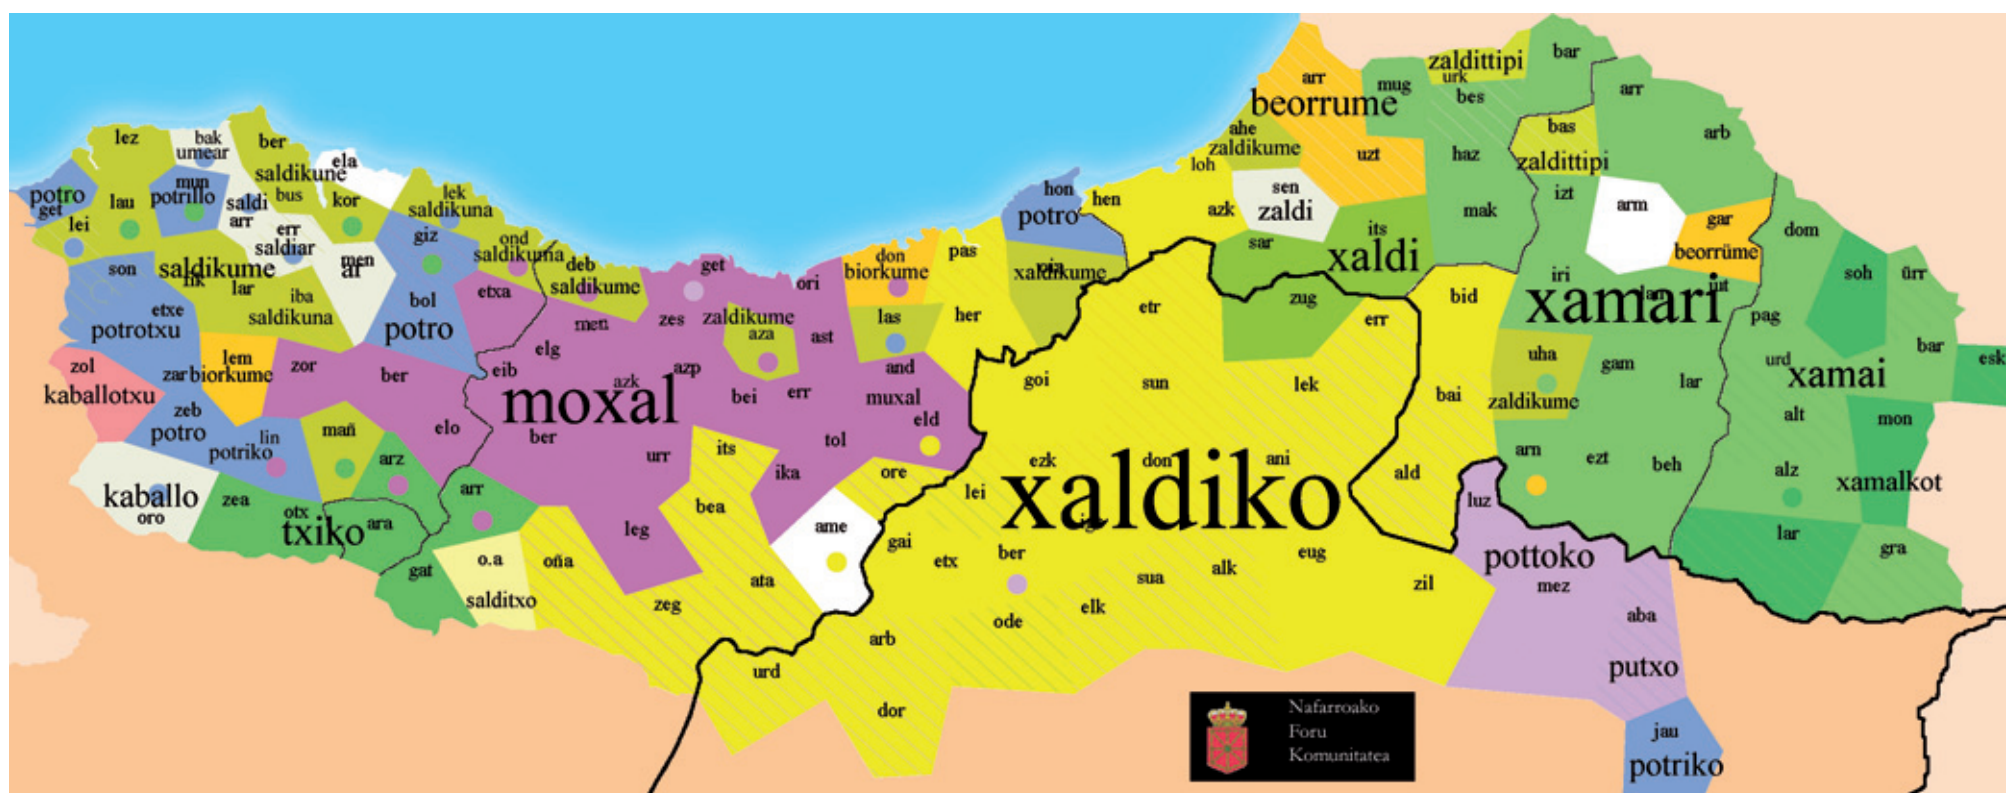 bar
zaldittipi
urk
arr
mug
beorrume
bes
arr
lez
bak
umear
ber
ahe
zaldikume
bas
arb
ela
saldikune
uzt
haz
zaldittipi
loh
mun
potrillo
potro
get
lau
saldi
bus
kor
lek
saldikuna
hon
potro
hen
sen
zaldi
izt
arm
lei
arr
err
saldiar
giz
azk
mak
gar
dom
sar
its
xaldi
beorrüme
ond
saldikuna
men
ar
son
saldikume
deb
saldikume
get
don
biorkume
pas
xaldikume
iri
soh
ürr
lar
iba
saldikuna
etxa
ori
zug
bid
xamari
etxe
potrotxu
bol
potro
men
zes
zaldikume
aza
las
her
etr
err
pag
ast
elg
lem
biorkume
uha
bar
urd
esk
zol
kaballotxu
zar
zor
ber
eib
moxal
azk
azp
bei
err
and
muxal
goi
sun
lek
bai
gam
lar
xamai
zaldikume
zeb
potro
lin
potriko
mañ
elo
ber
urr
its
tol
eld
alt
mon
arz
ika
ore
lei
ezk
don
ani
xaldiko
ald
arn
ezt
beh
alz
xamalkot
kaballo
oro
zea
otx
txiko
ara
arr
bea
leg
ame
gai
etx
ber
eug
luz
pottoko
lar
gra
gat
o.a
salditxo
oña
ata
zeg
sua
alk
zil
mez
elk
ode
aba
arb
urd
putxo
dor
Nafarroako
Foru
Komunitatea
jau
potriko